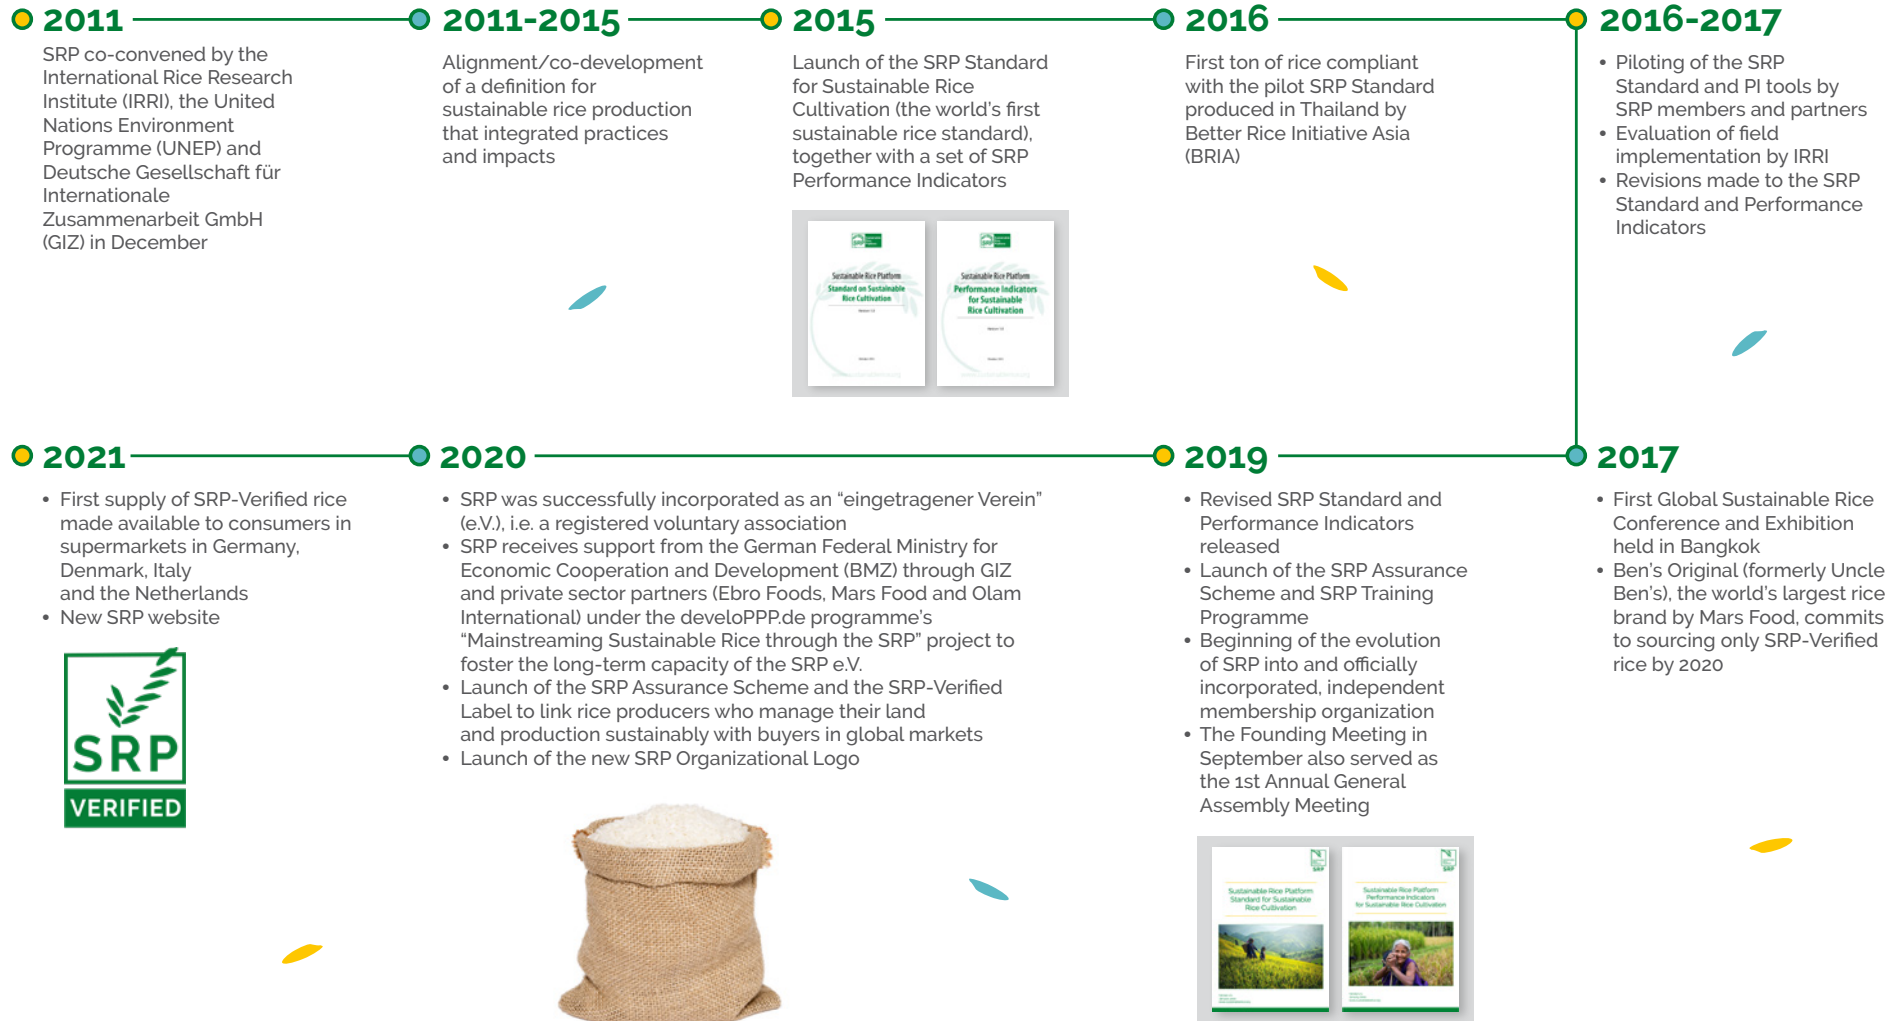 2011
SRP co-convened by the
International Rice Research
Institute (IRRI), the United
Nations Environment
Programme (UNEP) and
Deutsche Gesellschaft für
Internationale
Zusammenarbeit GmbH
(GIZ) in December
2011-2015
Alignment/co-development
of a definition for
sustainable rice production
that integrated practices
and impacts
2015
Launch of the SRP Standard
for Sustainable Rice
Cultivation (the world's first
sustainable rice standard),
together with a set of SRP
Performance Indicators
Sustainable Rice Platform
Standard on Sustainable
Rice Cultivation
Sustainable Rice Platform
Performance Indicators
for Sustainable
Rice Cultivation
2016
First ton of rice compliant
with the pilot SRP Standard
produced in Thailand by
Better Rice Initiative Asia
(BRIA)
2016-2017
• Piloting of the SRP
Standard and PI tools by
SRP members and partners
• Evaluation of field
implementation by IRRI
• Revisions made to the SRP
Standard and Performance
Indicators
2017
• First Global Sustainable Rice
Conference and Exhibition
held in Bangkok
• Ben's Original (formerly Uncle
Ben's), the world's largest rice
brand by Mars Food, commits
to sourcing only SRP-Verified
rice by 2020
2019
• Revised SRP Standard and
Performance Indicators
released
• Launch of the SRP Assurance
Scheme and SRP Training
Programme
• Beginning of the evolution
of SRP into and officially
incorporated, independent
membership organization
• The Founding Meeting in
September also served as
the 1st Annual General
Assembly Meeting
SRP
Sustainable Rice Platform
Standard for Sustainable
Rice Cultivation
SRP
Sustainable Rice Platform
Performance Indicators
for Sustainable Rice Cultivation
2020
• SRP was successfully incorporated as an “eingetragener Verein”
(e.V.), i.e. a registered voluntary association
• SRP receives support from the German Federal Ministry for
Economic Cooperation and Development (BMZ) through GIZ
and private sector partners (Ebro Foods, Mars Food and Olam
International) under the develoPPP.de programme's
“Mainstreaming Sustainable Rice through the SRP” project to
foster the long-term capacity of the SRP e.V.
• Launch of the SRP Assurance Scheme and the SRP-Verified
Label to link rice producers who manage their land
and production sustainably with buyers in global markets
• Launch of the new SRP Organizational Logo
2021
• First supply of SRP-Verified rice
made available to consumers in
supermarkets in Germany,
Denmark, Italy
and the Netherlands
• New SRP website
SRP
VERIFIED